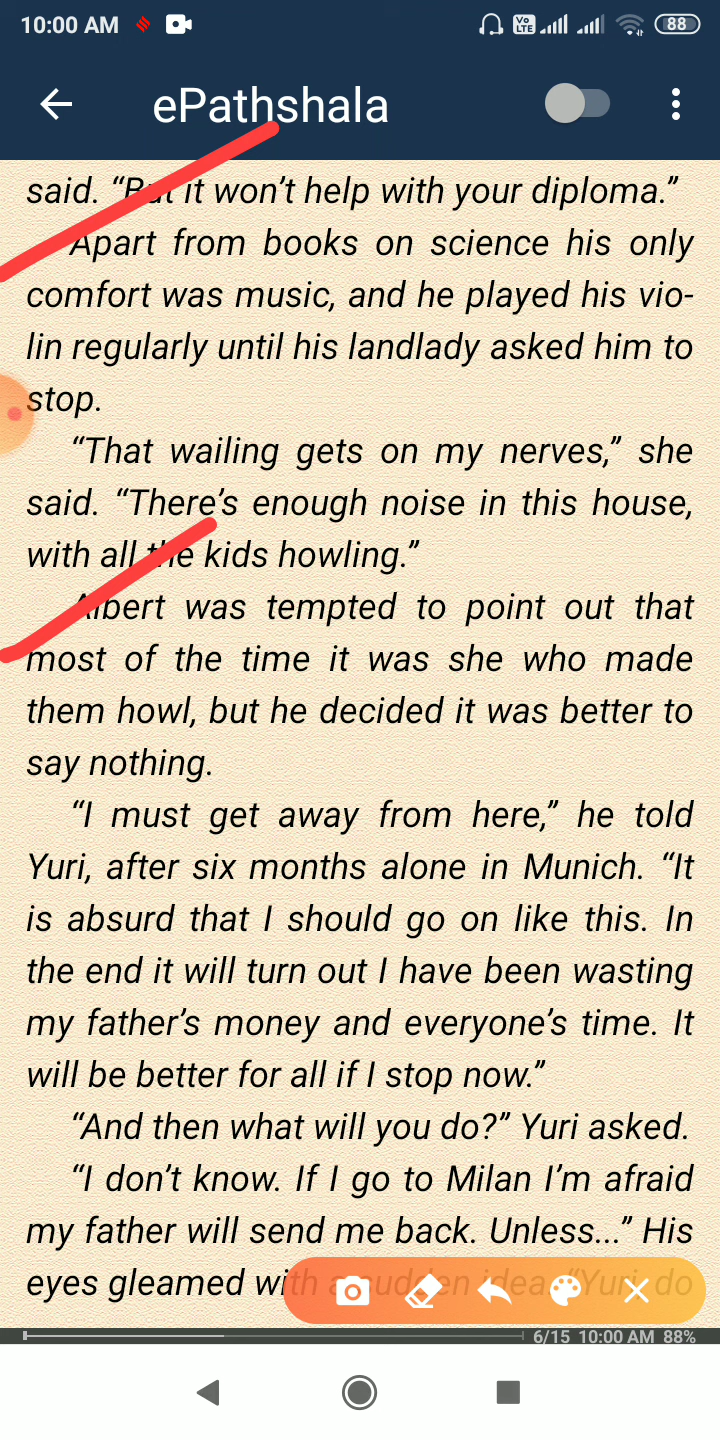 10:00 AM
Vo LTE
88
ePathshala
said. “But it won’t help with your diploma.”
Apart from books on science his only
comfort was music, and he played his vio-
lin regularly until his landlady asked him to
stop.
“That wailing gets on my nerves,” she
said. “There’s enough noise in this house,
with all the kids howling.”
Albert was tempted to point out that
most of the time it was she who made
them howl, but he decided it was better to
say nothing.
“I must get away from here,” he told
Yuri, after six months alone in Munich. “It
is absurd that I should go on like this. In
the end it will turn out I have been wasting
my father’s money and everyone’s time. It
will be better for all if I stop now.”
“And then what will you do?” Yuri asked.
“I don’t know. If I go to Milan I’m afraid
my father will send me back. Unless...” His
eyes gleamed with a sudden idea. “Yuri, do
6/15 10:00 AM 88%